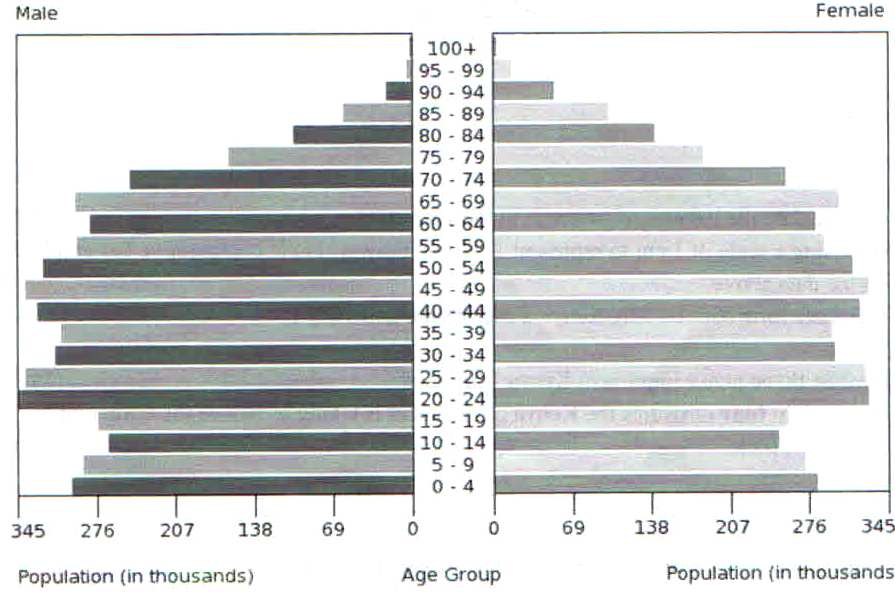 Male Female
100+
95 - 99
90 - 94
85 - 89
80 - 84
75 - 79
70 - 74
65 - 69
60 - 64
55 - 59
50 - 54
45 - 49
40 - 44
35 - 39
30 - 34
25 - 29
20 - 24
15 - 19
10 - 14
5 - 9
0 - 4
345 276 207 138 69 0 0 69 138 207 276 345
Population (in thousands) Age Group Population (in thousands)